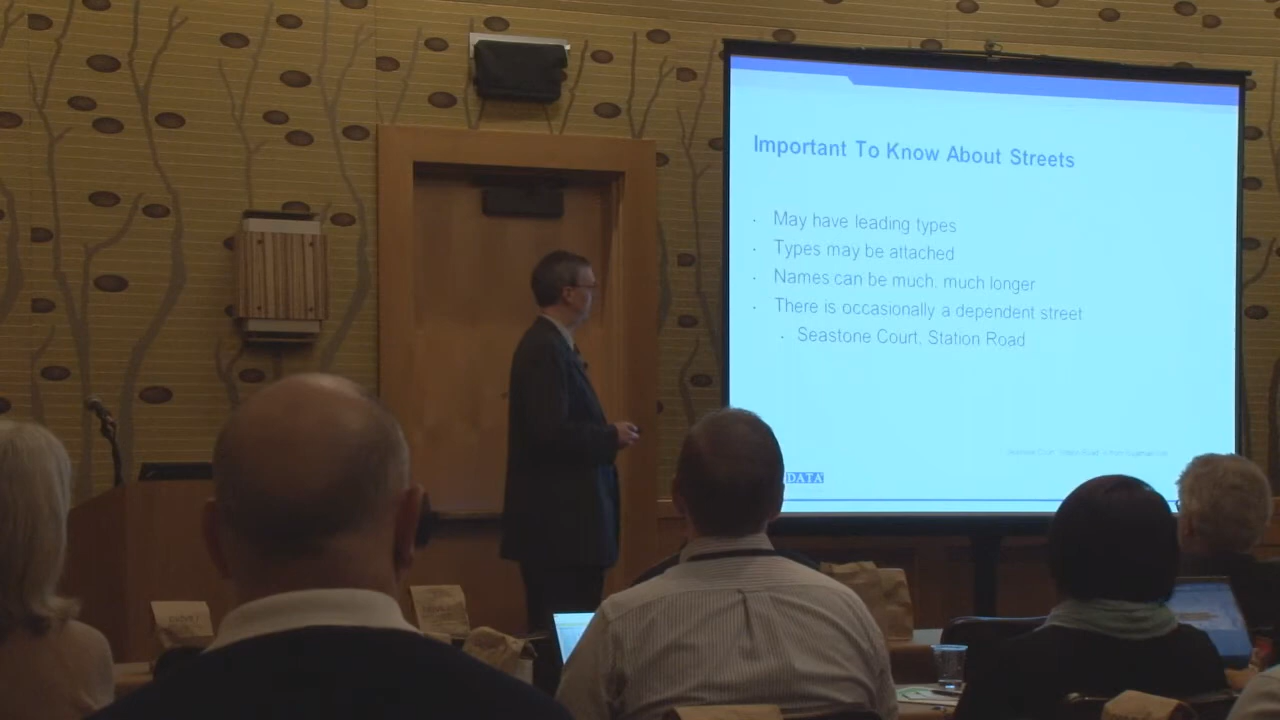 Important To Know About Streets
· May have leading types
· Types may be attached
· Names can be much, much longer
· There is occasionally a dependent street
· Seastone Court, Station Road
DATA